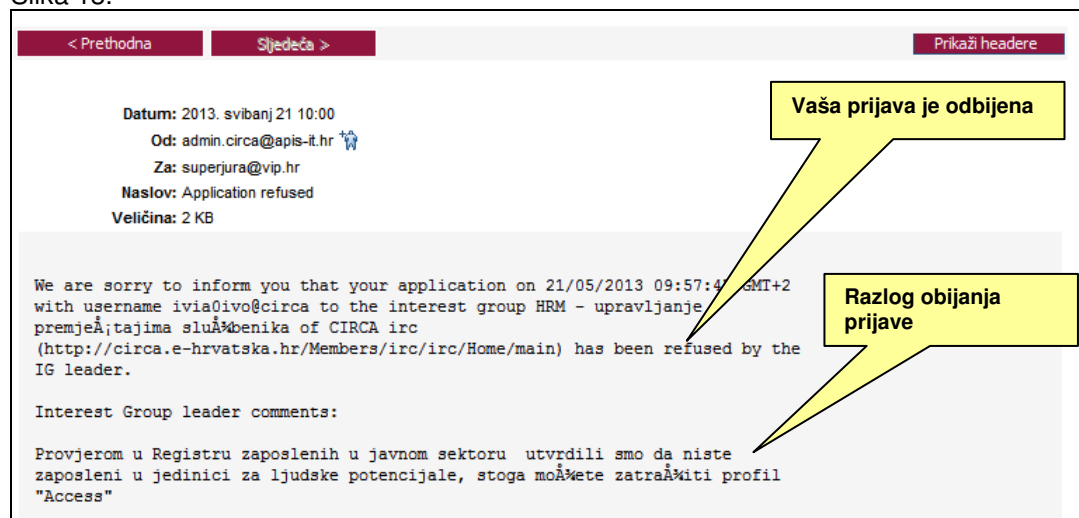 < Prethodna
Sljedeća >
Prikaži headere
Vaša prijava je odbijena
Datum: 2013. svibanj 21 10:00
Od: admin.circa@apis-it.hr
Za: superjura@vip.hr
Naslov: Application refused
Veličina: 2 KB
We are sorry to inform you that your application on 21/05/2013 09:57:4 GMT+2
with username ivia0ivo@circa to the interest group HRM - upravljanje
premjeÅ¡tajima sluÅ¾benika of CIRCA irc
(http://circa.e-hrvatska.hr/Members/irc/irc/Home/main) has been refused by the
IG leader.
Razlog obijanja
prijave
Interest Group leader comments:
Provjerom u Registru zaposlenih u javnom sektoru utvrdili smo da niste
zaposleni u jedinici za ljudske potencijale, stoga moÅ¾ete zatraÅ¾iti profil
"Access"